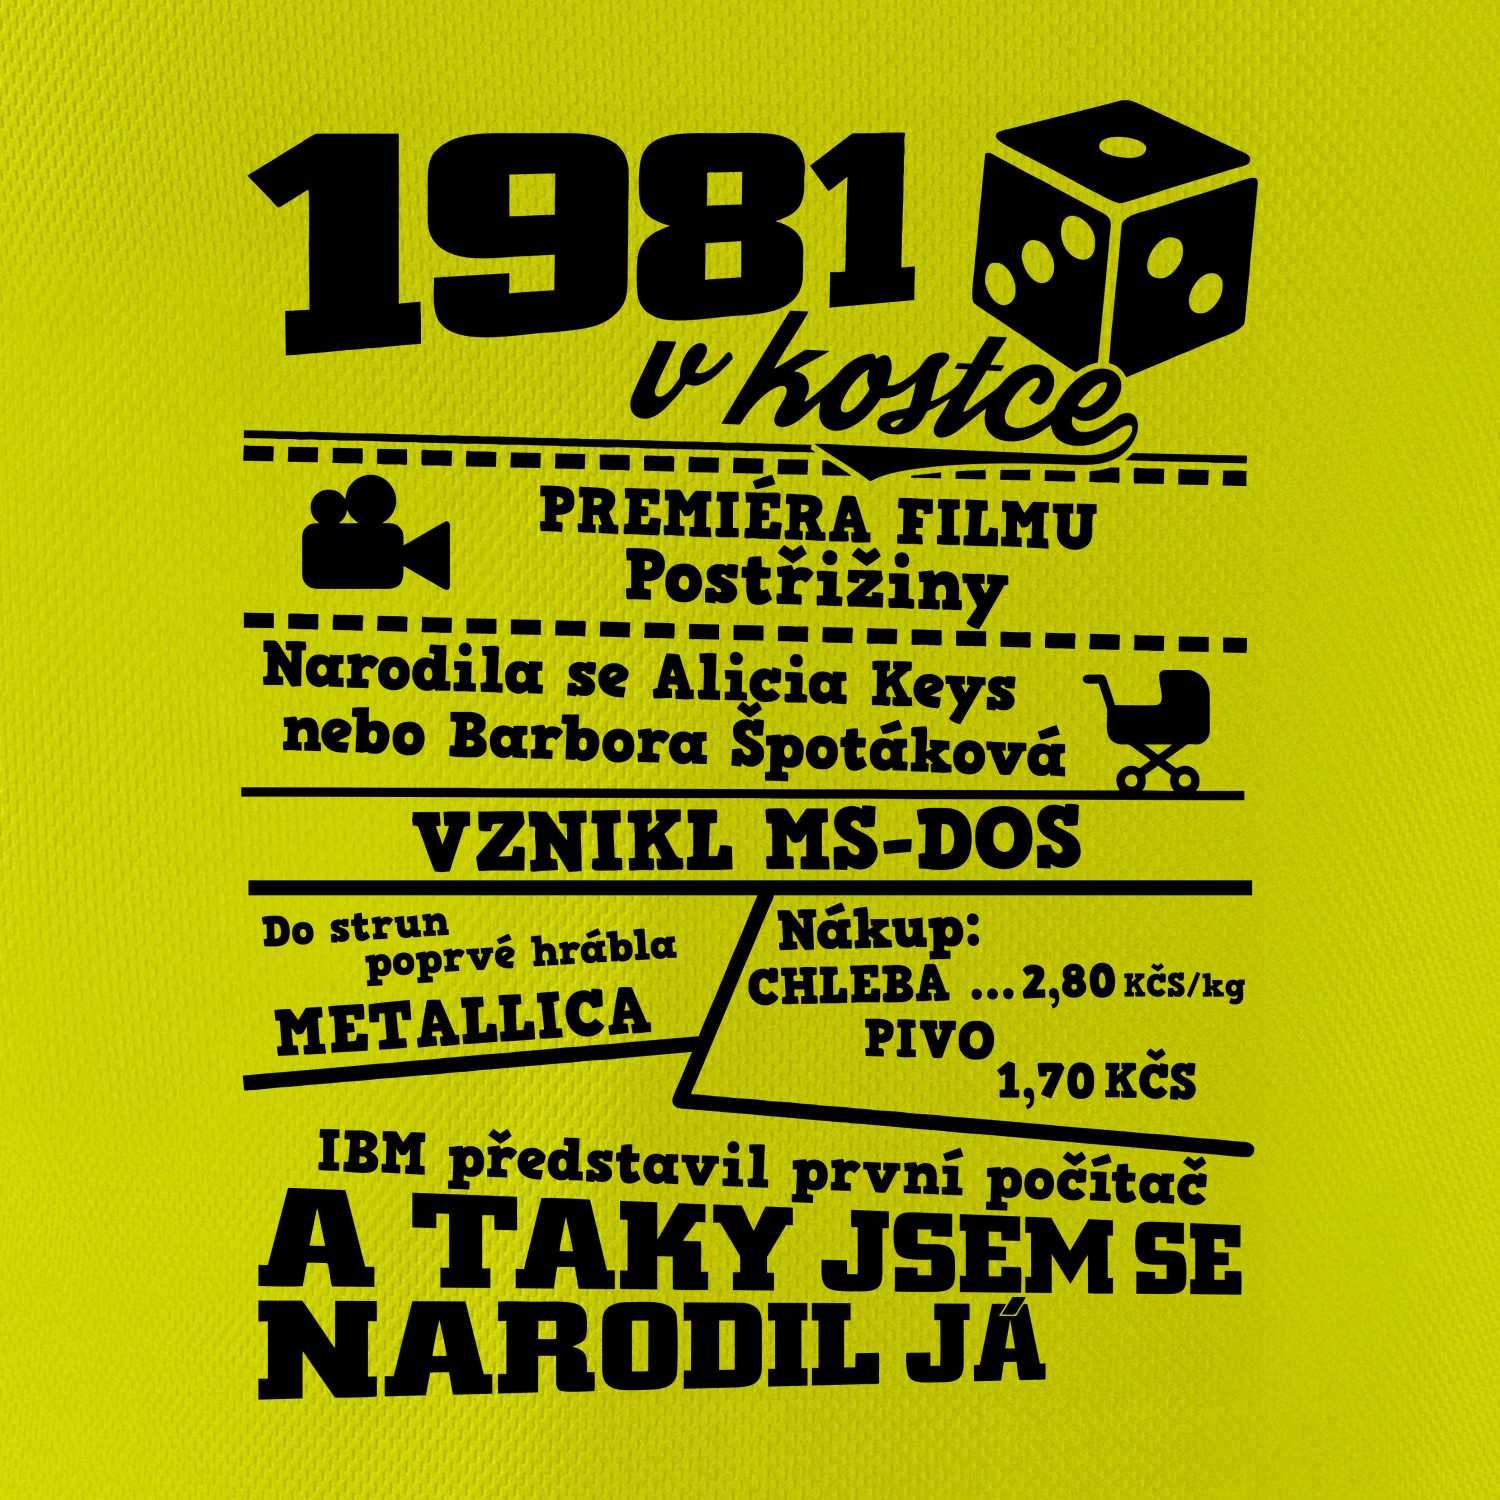 1981
v kostce
PREMIÉRA FILMU
Postřižiny
Narodila se Alicia Keys
nebo Barbora Špotáková
VZNIKL MS-DOS
Do strun
poprvé hrábla
METALLICA
Nákup:
CHLEBA ...2,80 KČS/kg
PIVO
1,70 KČS
IBM představil první počítač
A TAKY JSEM SE
NARODIL JÁ